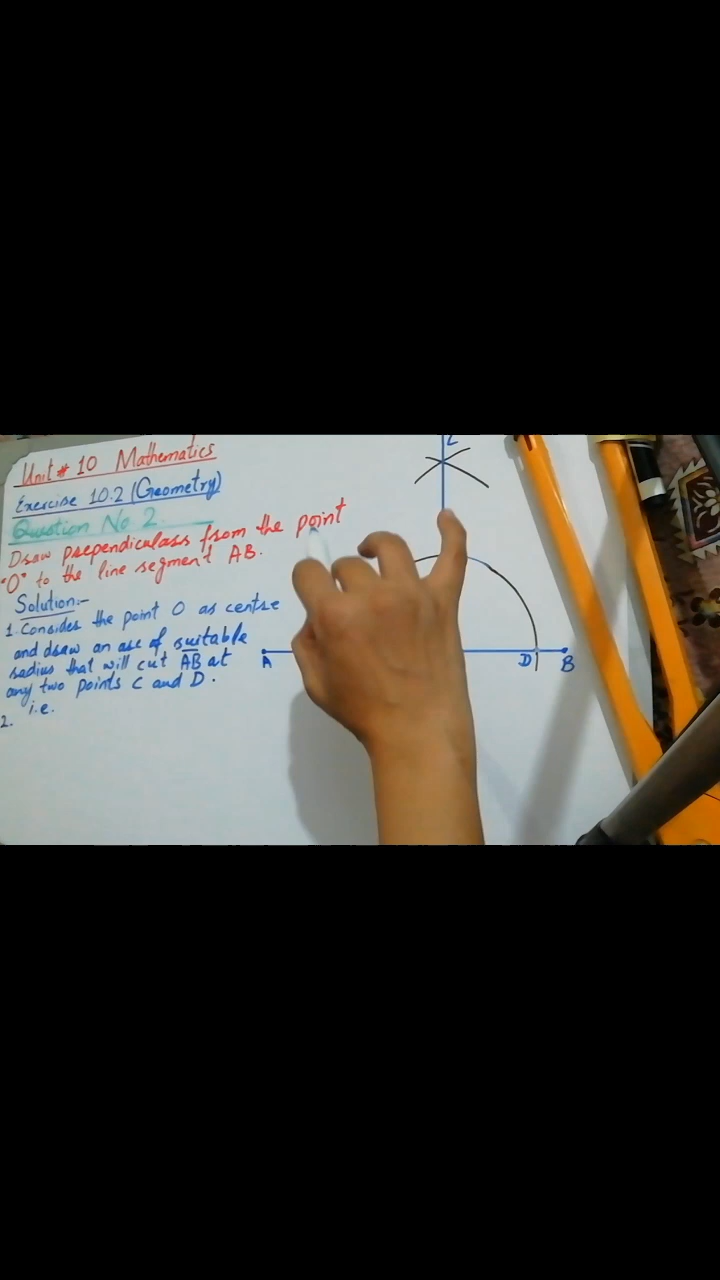 Unit # 10 Mathematics
Exercise 10.2 (Geometry)
Question No 2.
Draw prependiculars from the point
"O" to the line segment AB.
Solution:-
1. Consider the point O as centre
and draw an arc of suitable
radius that will cut AB at
any two points C and D.
2. i.e.
L
A
D
B